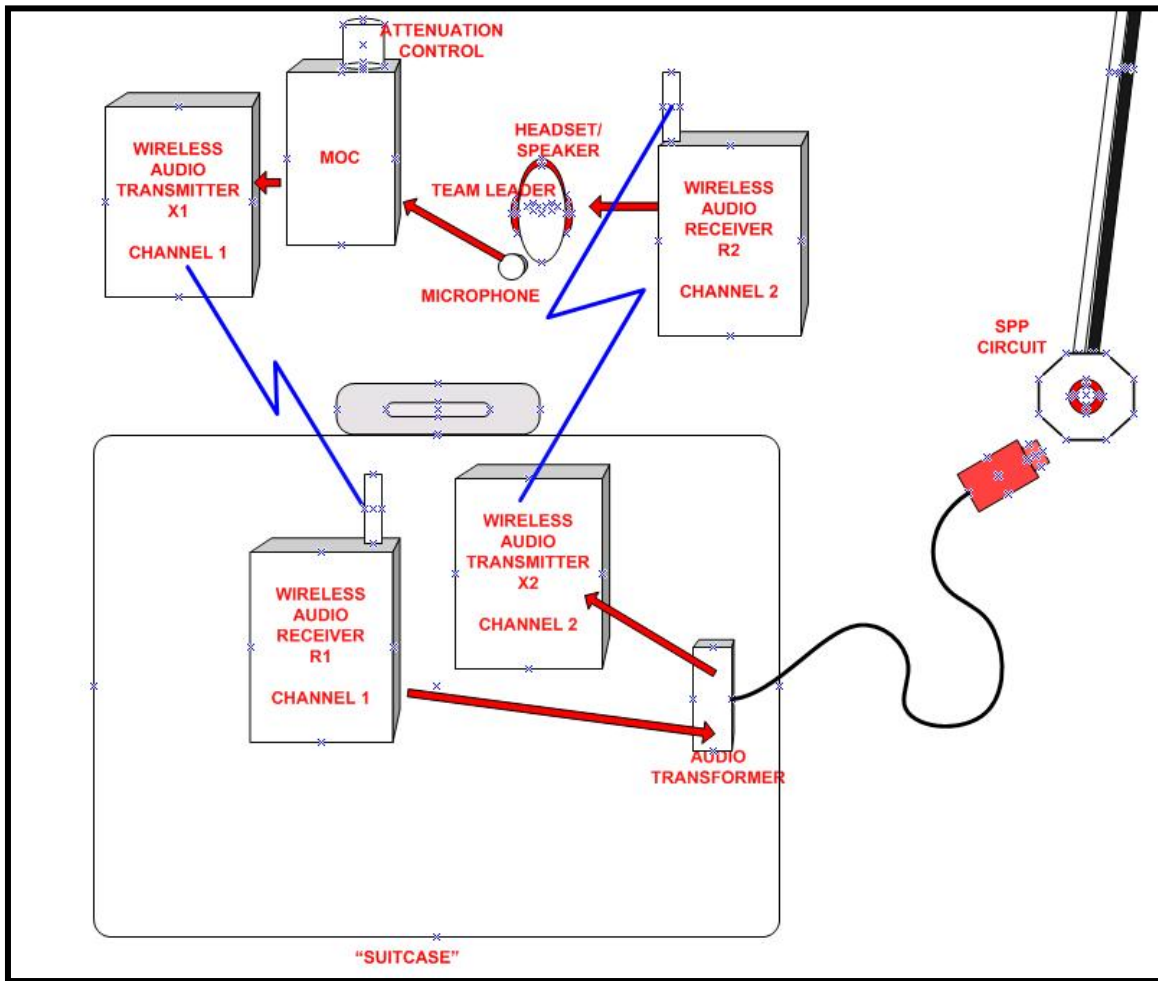 ATTENUATION
CONTROL
WIRELESS
AUDIO
TRANSMITTER
X1
CHANNEL 1
MOC
HEADSET/
SPEAKER
TEAM LEADER
MICROPHONE
WIRELESS
AUDIO
RECEIVER
R2
CHANNEL 2
SPP
CIRCUIT
WIRELESS
AUDIO
RECEIVER
R1
CHANNEL 1
WIRELESS
AUDIO
TRANSMITTER
X2
CHANNEL 2
AUDIO
TRANSFORMER
“SUITCASE”